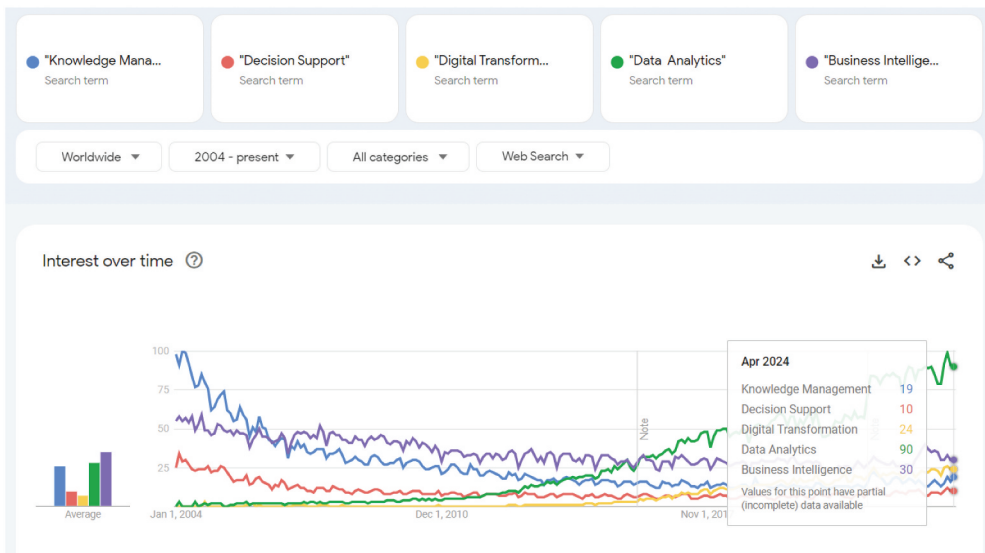 "Knowledge Mana...
Search term
"Decision Support"
Search term
"Digital Transform...
Search term
"Data Analytics"
Search term
"Business Intellige...
Search term
Worldwide
2004 - present
All categories
Web Search
Interest over time
100
75
50
25
Average
Jan 1, 2004
Dec 1, 2010
Nov 1, 201
Note
Note
Apr 2024
Knowledge Management 19
Decision Support 10
Digital Transformation 24
Data Analytics 90
Business Intelligence 30
Values for this point have partial
(incomplete) data available